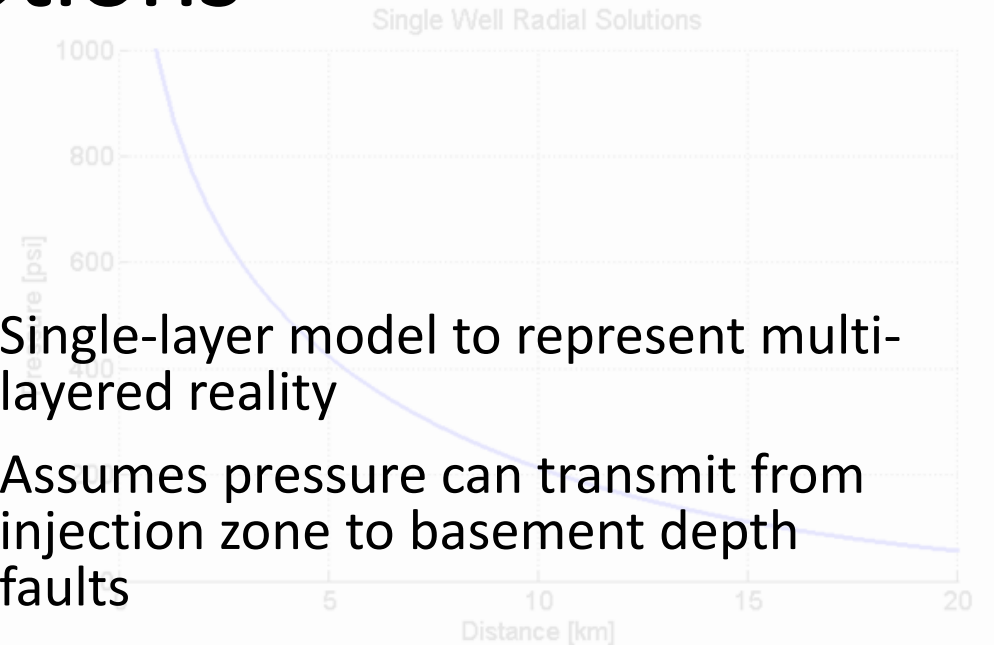 Single Well Radial Solutions
1000
800
600
400
Single-layer model to represent multi-
layered reality
Assumes pressure can transmit from
injection zone to basement depth
faults
5
10
15
20
Distance [km]